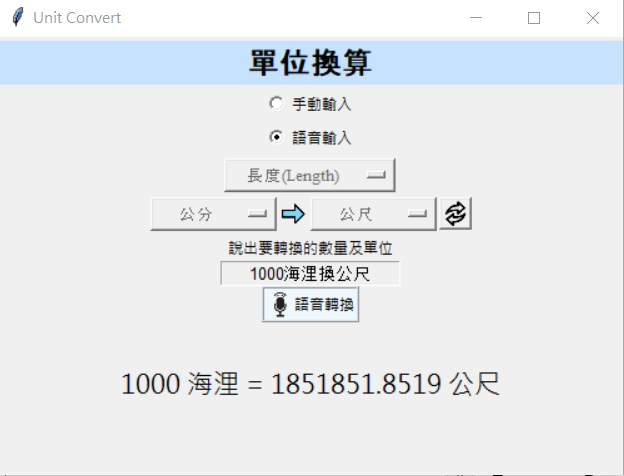 Unit Convert
單位換算
手動輸入
語音輸入
長度(Length)
公分 公尺
說出要轉換的數量及單位
1000海浬換公尺
語音轉換
1000 海浬 = 1851851.8519 公尺